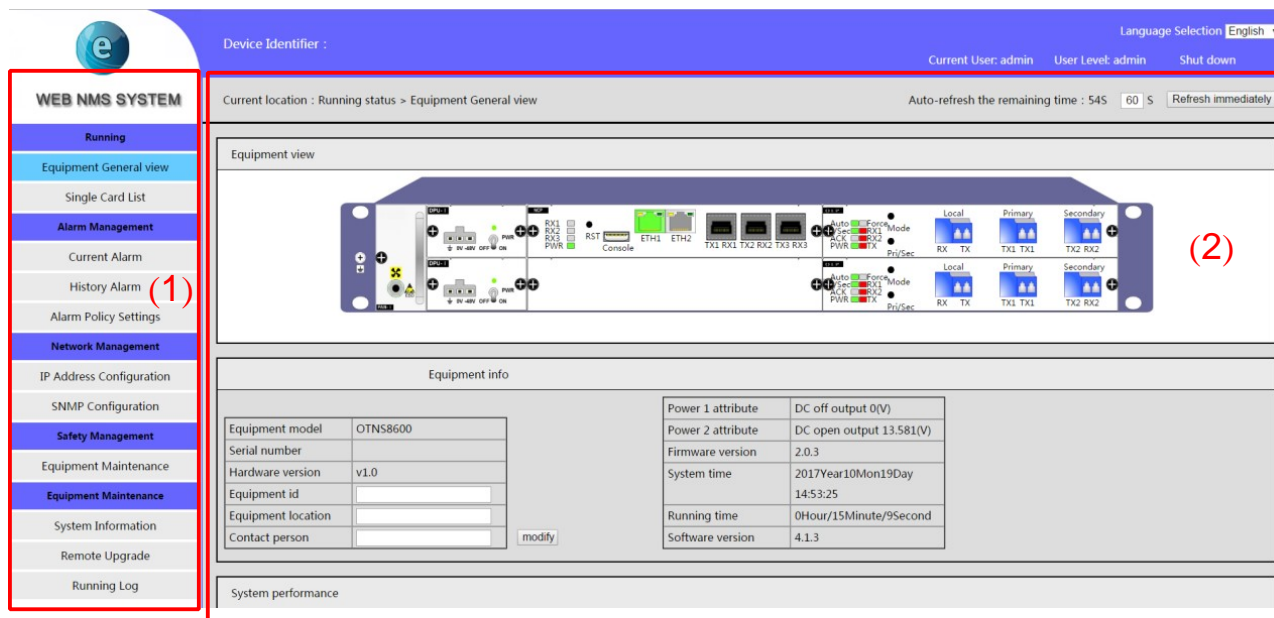 e
Language Selection English
Device Identifier :
Current User: admin User Level: admin Shut down
WEB NMS SYSTEM
Running
Equipment General view
Single Card List
Alarm Management
Current Alarm
History Alarm
(1)
Alarm Policy Settings
Network Management
IP Address Configuration
SNMP Configuration
Safety Management
Equipment Maintenance
Equipment Maintenance
System Information
Remote Upgrade
Running Log
Current location : Running status > Equipment General view
Auto-refresh the remaining time : 54S 60 S Refresh immediately
Equipment view
(2)
PWR
0V -48V OFF ON
RX1
RX2
RX3
PWR
RST
Console
ETH1 ETH2
TX1 RX1 TX2 RX2 TX3 RX3
Auto Force
/Sec RX1
ACK RX2
PWR TX
Mode
Pri/Sec
Local Primary Secondary
RX TX TX1 TX1 TX2 RX2
PWR
0V -48V OFF ON
Auto Force
/Sec RX1
ACK RX2
PWR TX
Mode
Pri/Sec
Local Primary Secondary
RX TX TX1 TX1 TX2 RX2
Equipment info
Equipment model OTNS8600
Serial number
Hardware version v1.0
Equipment id
Equipment location
Contact person modify
Power 1 attribute DC off output 0(V)
Power 2 attribute DC open output 13.581(V)
Firmware version 2.0.3
System time 2017Year10Mon19Day
14:53:25
Running time 0Hour/15Minute/9Second
Software version 4.1.3
System performance